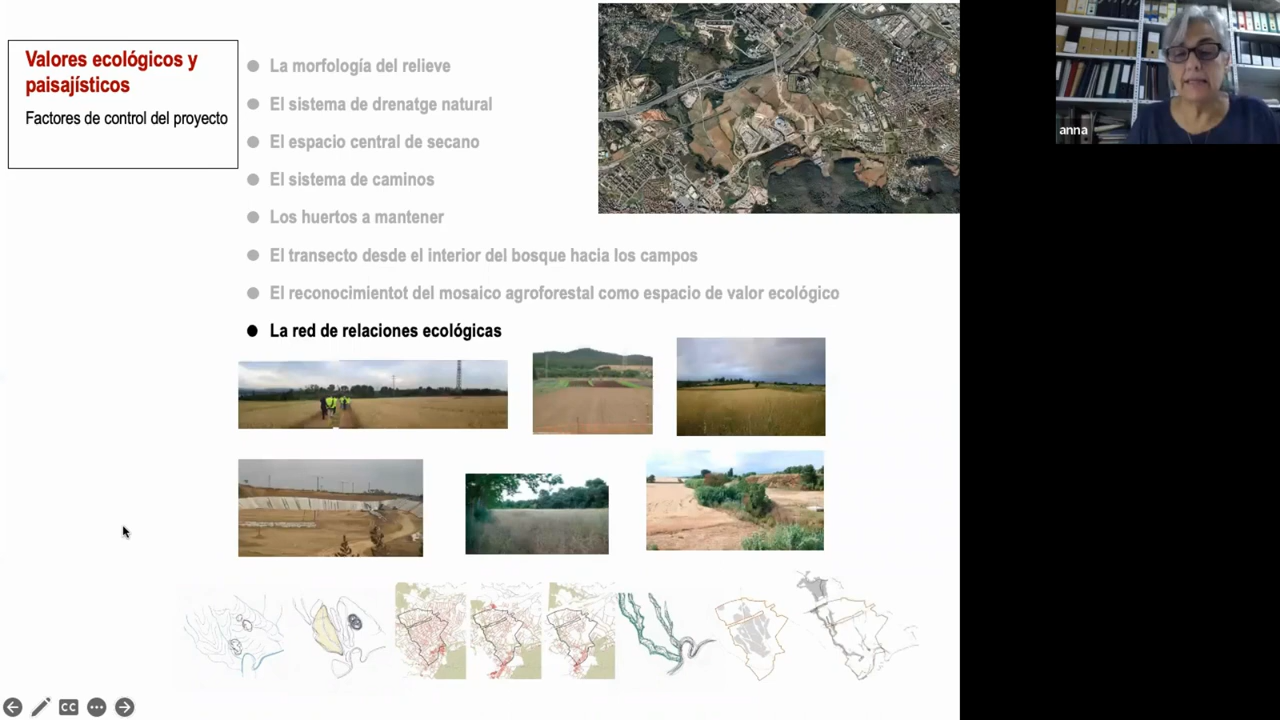 Valores ecológicos y
paisajísticos
Factores de control del proyecto
La morfología del relieve
El sistema de drenatge natural
El espacio central de secano
El sistema de caminos
Los huertos a mantener
El transecto desde el interior del bosque hacia los campos
El reconocimientot del mosaico agroforestal como espacio de valor ecológico
La red de relaciones ecológicas
anna
CC